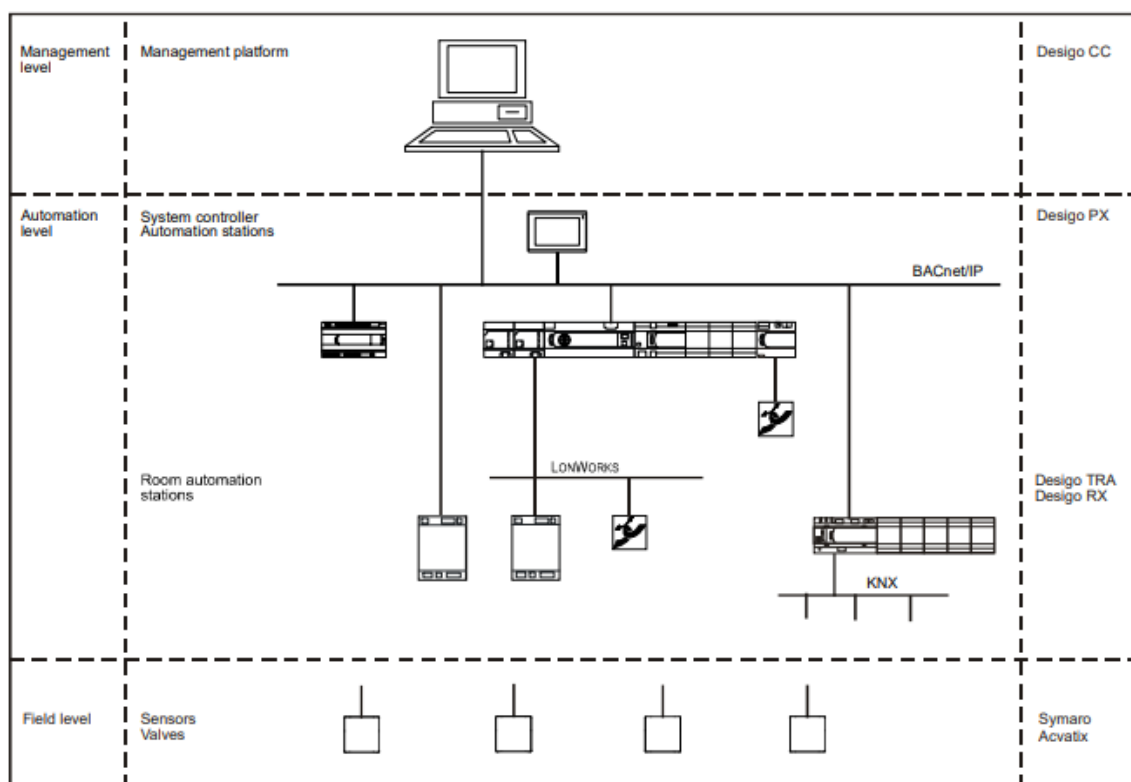 Management
level
Management platform
Desigo CC
Automation
level
System controller
Automation stations
Desigo PX
BACnet/IP
LONWORKS
Room automation
stations
Desigo TRA
Desigo RX
KNX
Field level
Sensors
Valves
Symaro
Acvatix